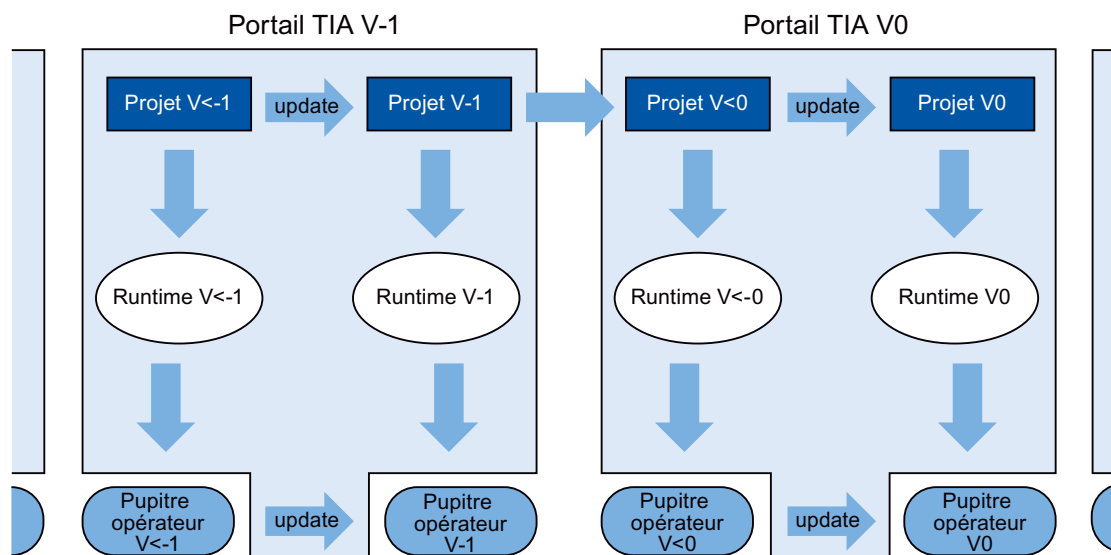 Portail TIA V-1
Portail TIA V0
Projet V<-1
update
Projet V-1
Projet V<0
update
Projet V0
Runtime V<-1
Runtime V-1
Runtime V<-0
Runtime V0
Pupitre
opérateur
V<-1
update
Pupitre
opérateur
V-1
Pupitre
opérateur
V<0
update
Pupitre
opérateur
V0